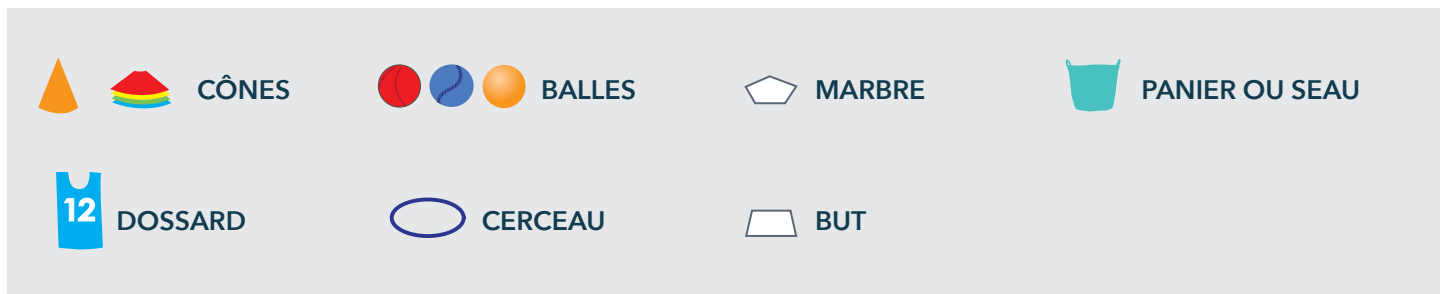 CÔNES
BALLES
MARBRE
PANIER OU SEAU
12
DOSSARD
CERCEAU
BUT